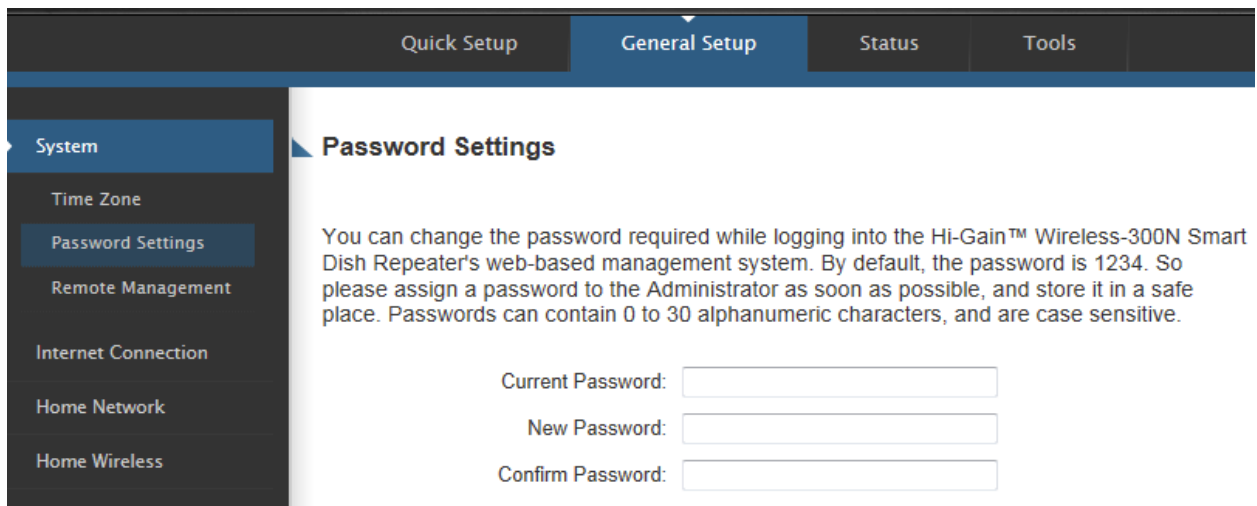 Quick Setup
General Setup
Status
Tools
System
Time Zone
Password Settings
Remote Management
Internet Connection
Home Network
Home Wireless
Password Settings
You can change the password required while logging into the Hi-Gain™ Wireless-300N Smart
Dish Repeater's web-based management system. By default, the password is 1234. So
please assign a password to the Administrator as soon as possible, and store it in a safe
place. Passwords can contain 0 to 30 alphanumeric characters, and are case sensitive.
Current Password:
New Password:
Confirm Password: